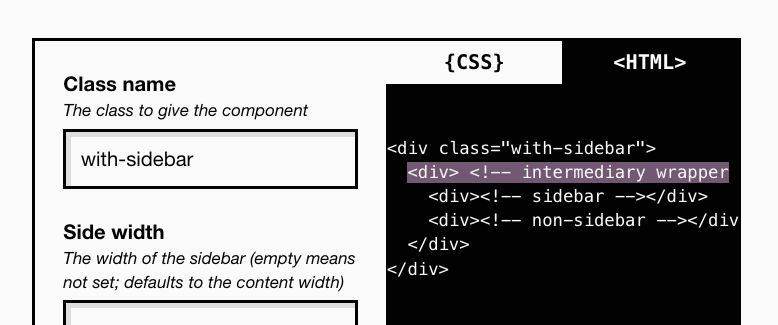 Class name
The class to give the component
with-sidebar
Side width
The width of the sidebar (empty means
not set; defaults to the content width)
{CSS}
<HTML>
<div class="with-sidebar">
<div> <!-- intermediary wrapper
<div><!-- sidebar --></div>
<div><!-- non-sidebar --></div
</div>
</div>